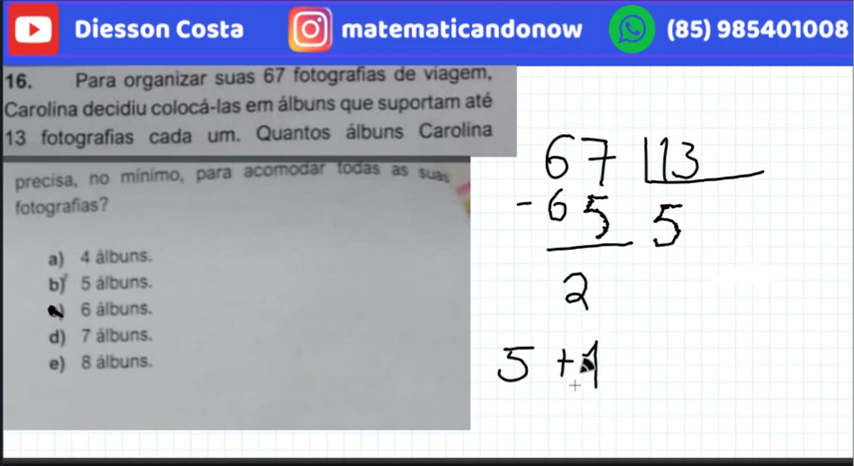 Diesson Costa matematicandonow (85) 985401008
16. Para organizar suas 67 fotografias de viagem,
Carolina decidiu colocá-las em álbuns que suportam até
13 fotografias cada um. Quantos álbuns Carolina
precisa, no mínimo, para acomodar todas as suas
fotografias?
a) 4 álbuns.
b) 5 álbuns.
6 álbuns.
d) 7 álbuns.
e) 8 álbuns.
67 13
- 65 5
2
5 + 1